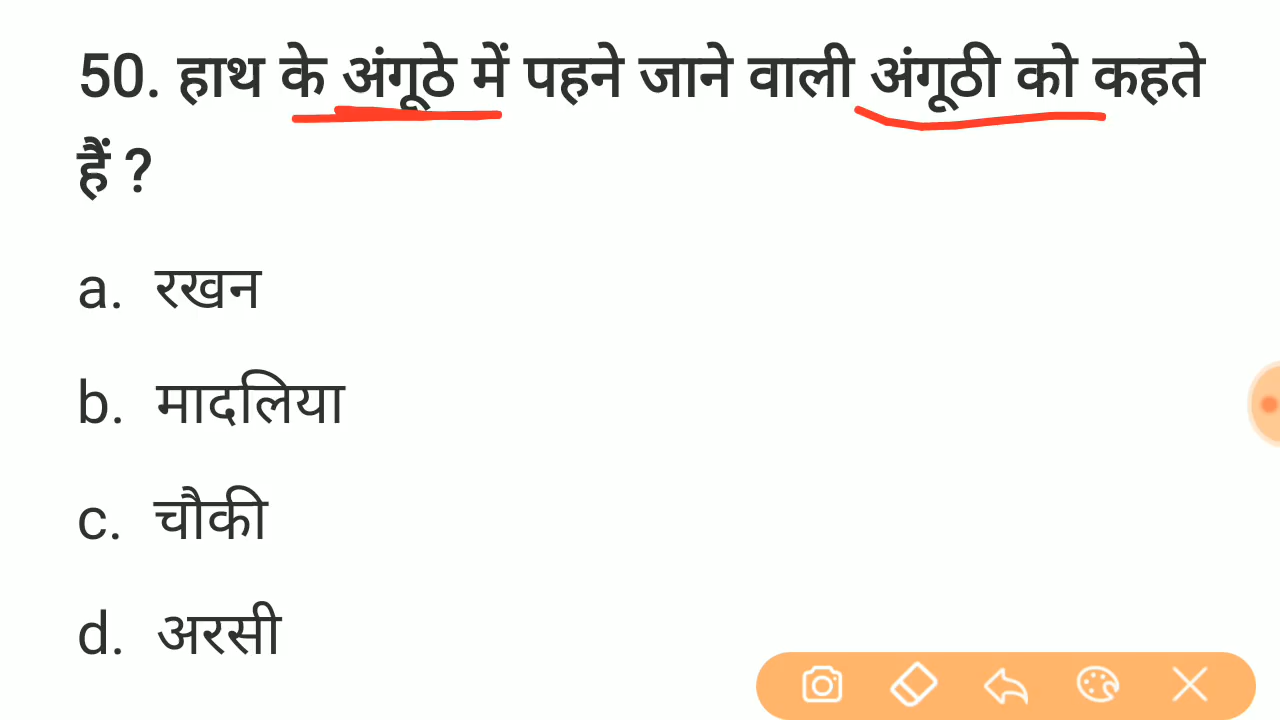 50. हाथ के अंगूठे में पहने जाने वाली अंगूठी को कहते
हैं ?
a. रखन
b. मादलिया
c. चौकी
d. अरसी